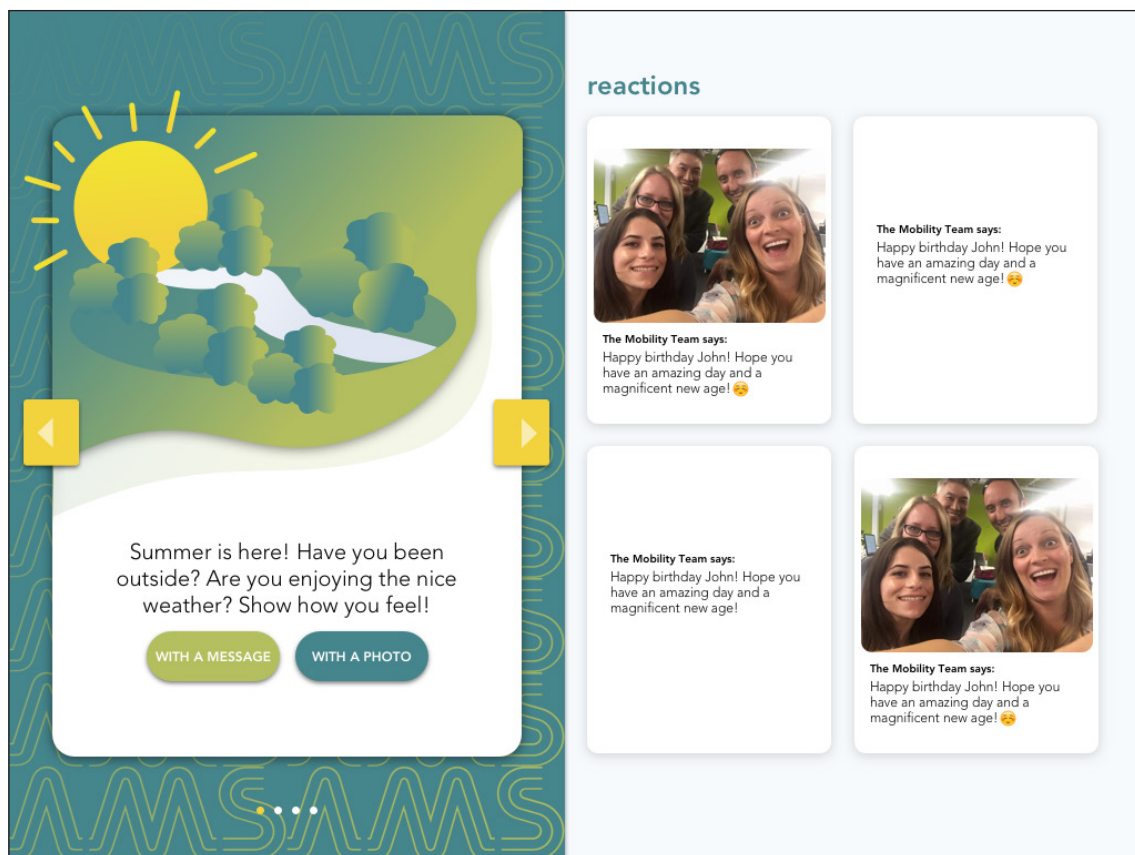 AMSAMS
Summer is here! Have you been
outside? Are you enjoying the nice
weather? Show how you feel!
WITH A MESSAGE
WITH A PHOTO
AMSAMS
reactions
The Mobility Team says:
Happy birthday John! Hope you
have an amazing day and a
magnificent new age! ☺️
The Mobility Team says:
Happy birthday John! Hope you
have an amazing day and a
magnificent new age! ☺️
The Mobility Team says:
Happy birthday John! Hope you
have an amazing day and a
magnificent new age!
The Mobility Team says:
Happy birthday John! Hope you
have an amazing day and a
magnificent new age! ☺️